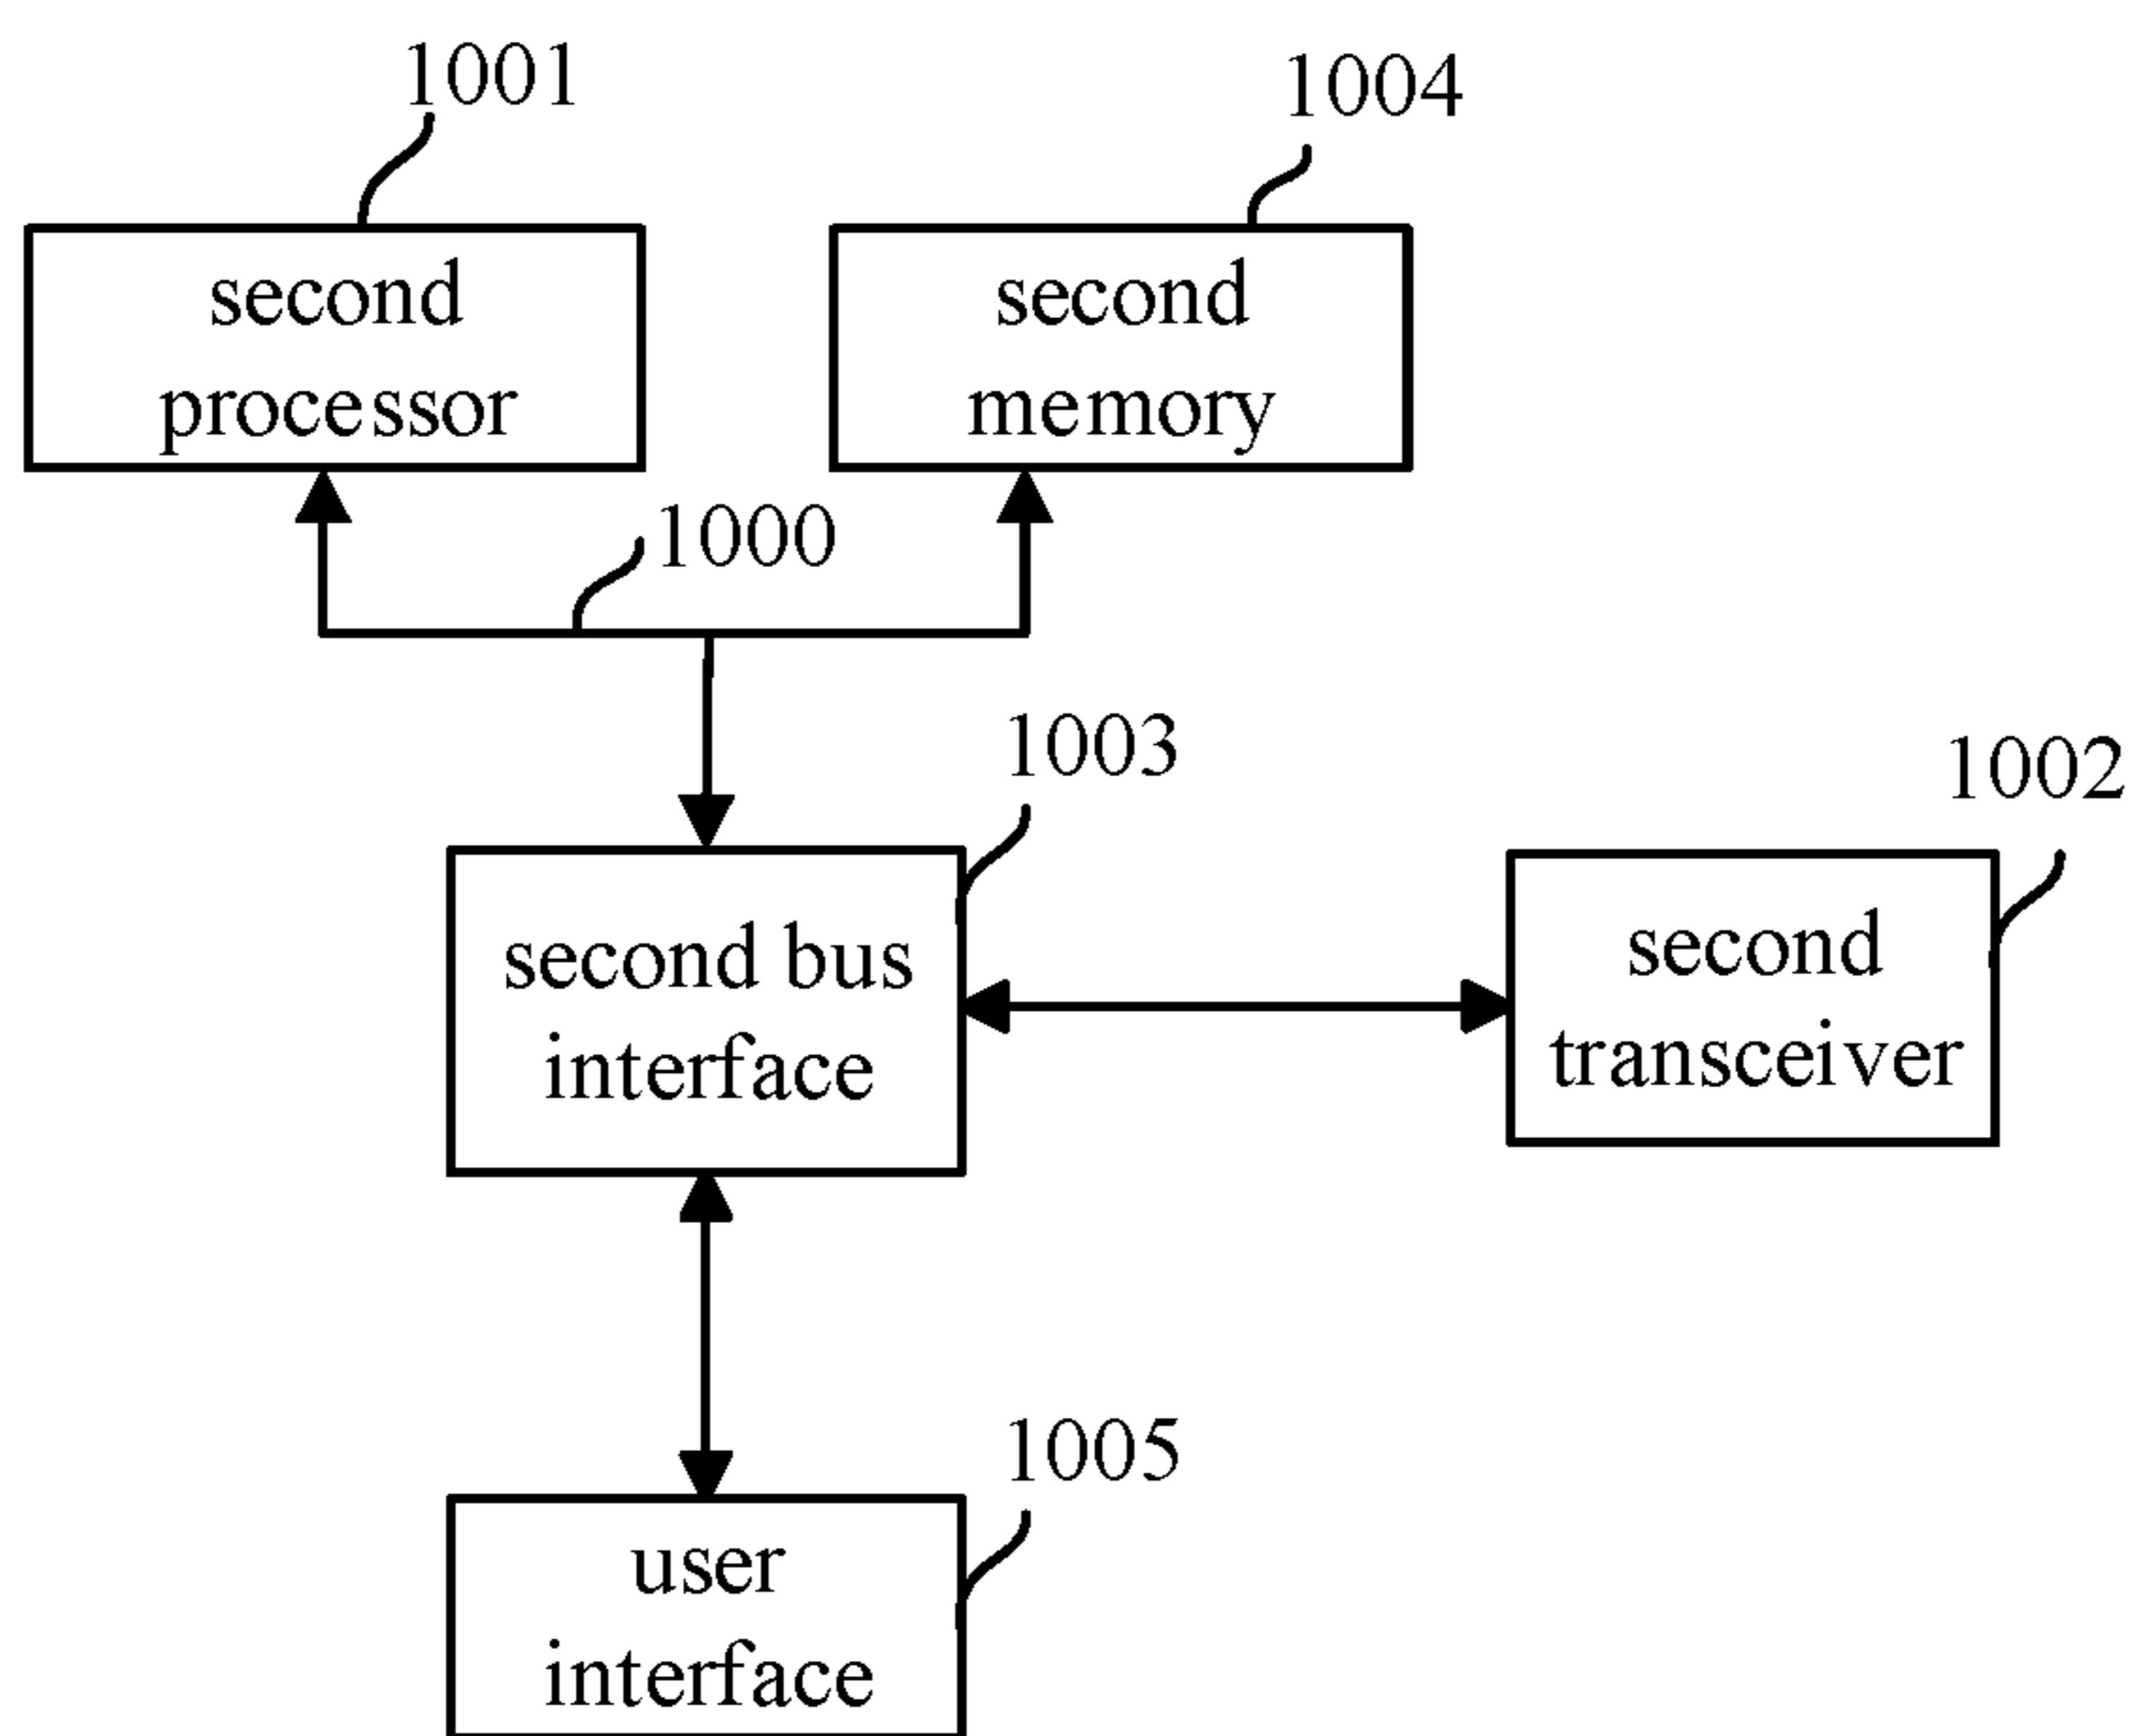 1001
1004
second
processor
second
memory
1000
1003
1002
second bus
interface
second
transceiver
1005
user
interface